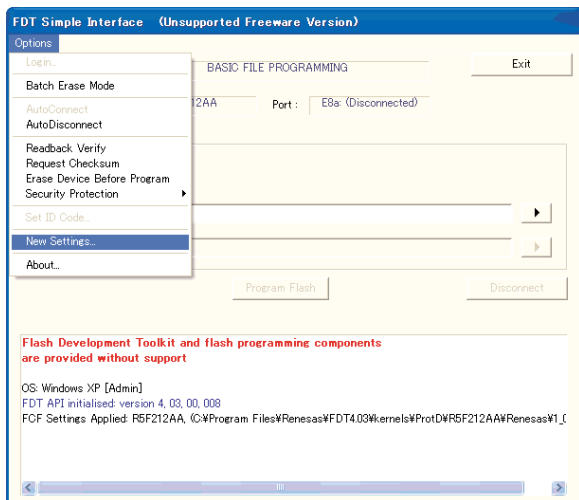 FDT Simple Interface (Unsupported Freeware Version)
Options
Login...
BASIC FILE PROGRAMMING
Exit
Batch Erase Mode
AutoConnect
12AA
Port : E8a: (Disconnected)
AutoDisconnect
Readback Verify
Request Checksum
Erase Device Before Program
Security Protection
Set ID Code...
New Settings...
About...
Program Flash
Disconnect
Flash Development Toolkit and flash programming components
are provided without support
OS: Windows XP [Admin]
FDT API initialised: version 4, 03, 00, 008
FCF Settings Applied: R5F212AA, (C:¥Program Files¥Renesas¥FDT4.03¥kernels¥ProtD¥R5F212AA¥Renesas¥1_0